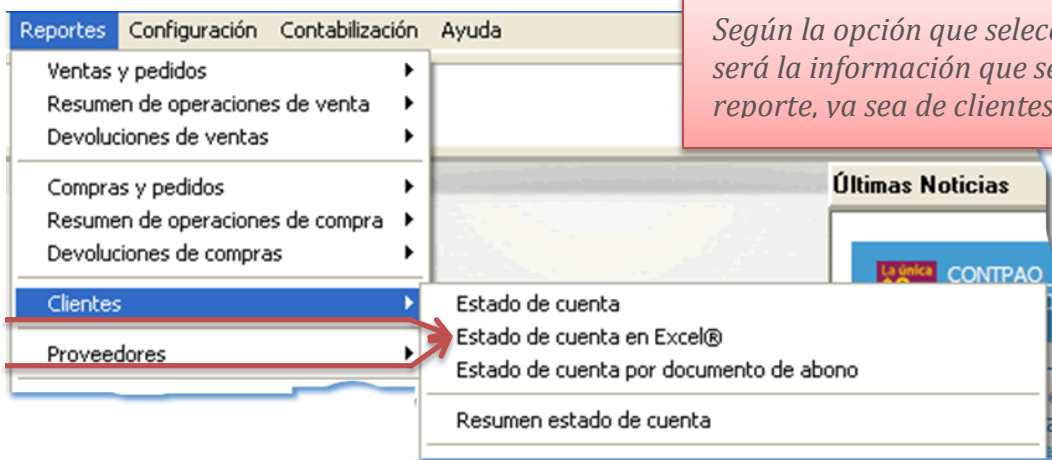 Reportes Configuración Contabilización Ayuda
Según la opción que
será la información que
reporte, ya sea de clientes
Ventas y pedidos
Resumen de operaciones de venta
Devoluciones de ventas
Compras y pedidos
Resumen de operaciones de compra
Devoluciones de compras
Clientes
Proveedores
Últimas Noticias
La única
CONTPAQ
Estado de cuenta
Estado de cuenta en Excel®
Estado de cuenta por documento de abono
Resumen estado de cuenta